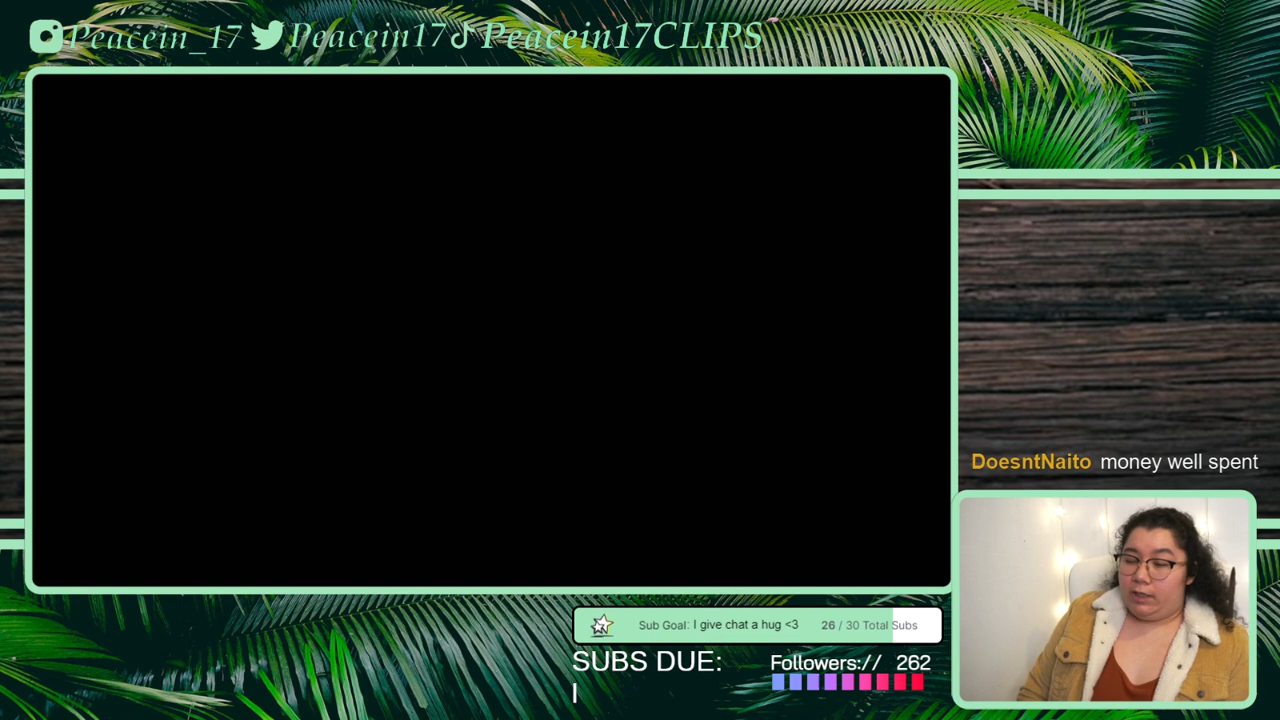 Peacein_17 Peacein17 Peacein17CLIPS
DoesntNaito money well spent
Sub Goal: I give chat a hug <3 26 / 30 Total Subs
SUBS DUE:
I
Followers:// 262